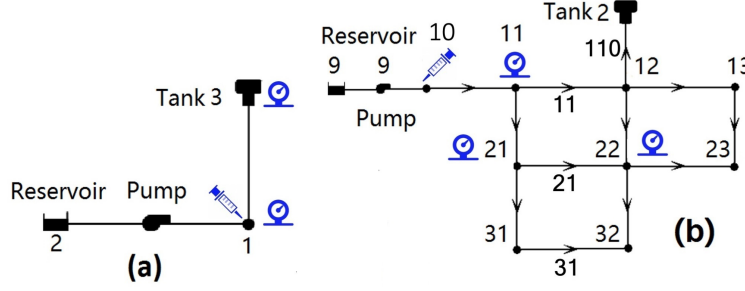 Tank 3
Reservoir Pump
2
1
(a)
Tank 2
Reservoir 10 11
9 9
110 12 13
Pump
11
21 22 23
21
31 32
31
(b)